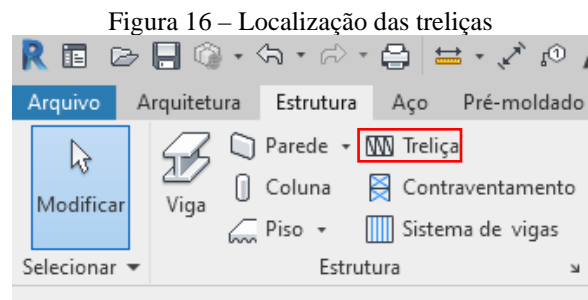 Figura 16 – Localização das treliças
Arquivo Arquitetura Estrutura Aço Pré-moldado
Parede Treliça
Modificar Viga Coluna Contraventamento
Piso Sistema de vigas
Selecionar Estrutura